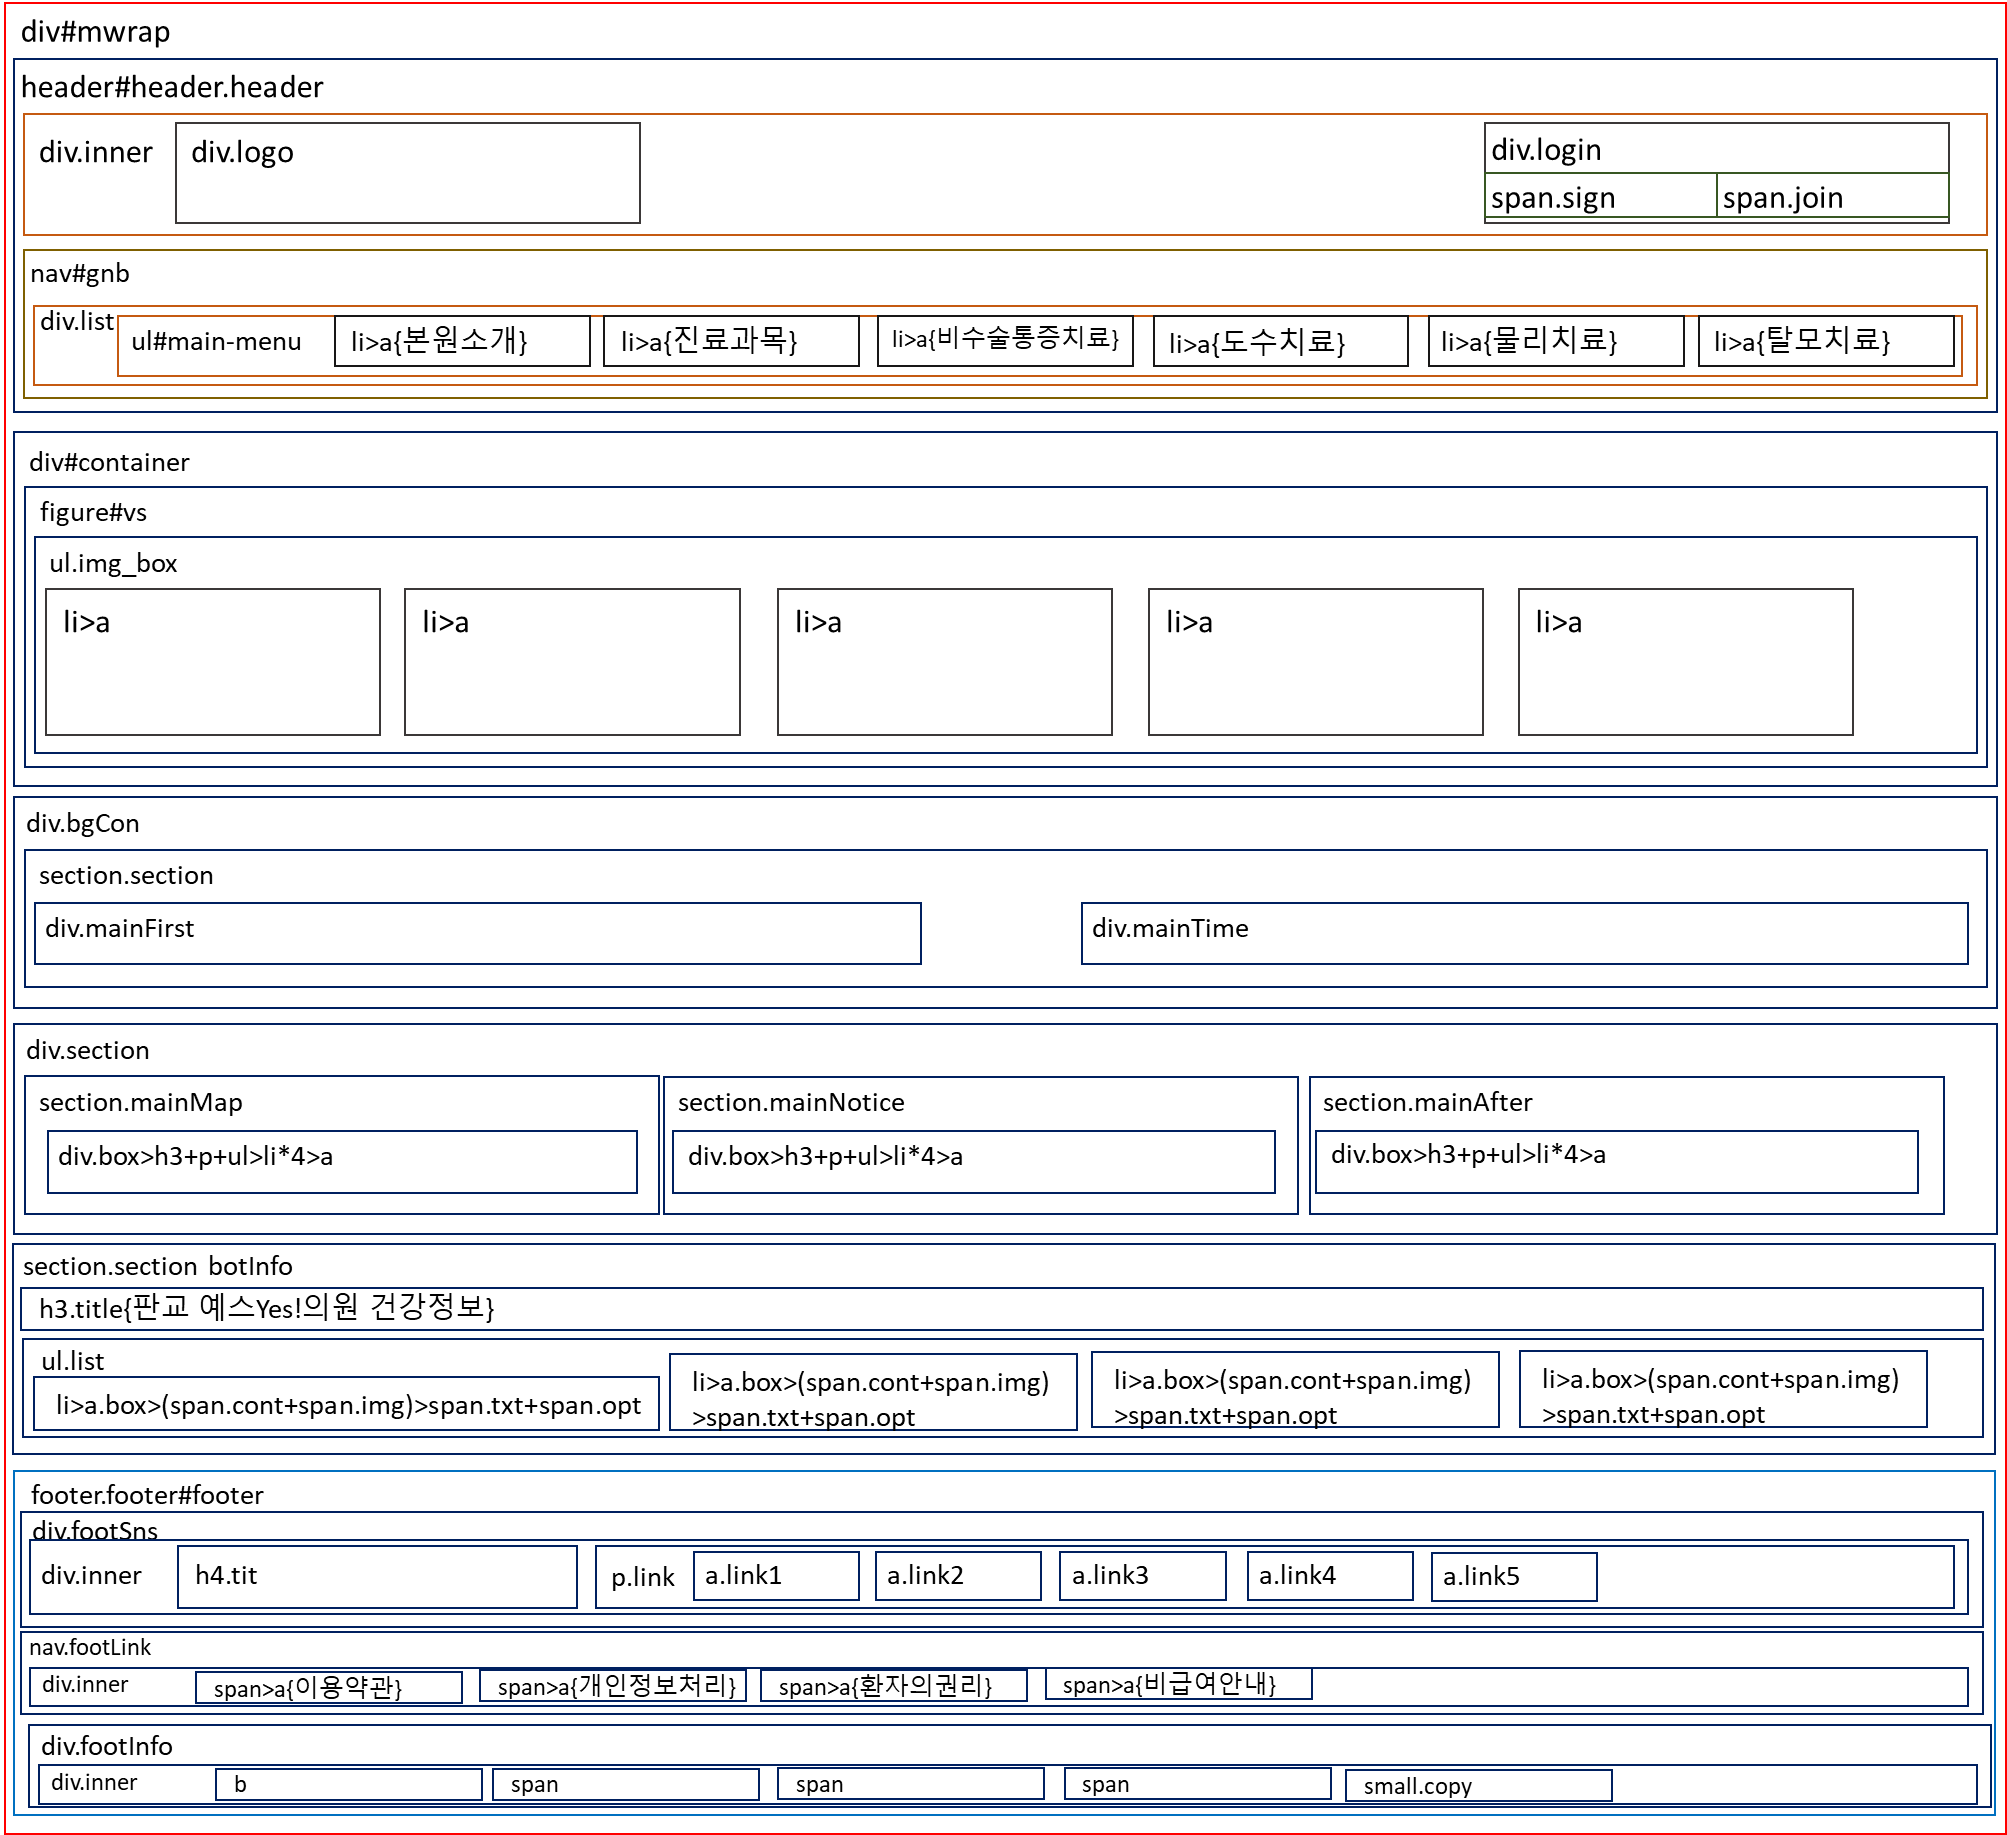 div#mwrap
header#header.header
div.inner
div.logo
div.login
span.sign
span.join
nav#gnb
div.list
ul#main-menu
li>a{본원소개}
li>a{진료과목}
li>a{비수술통증치료}
li>a{도수치료}
li>a{물리치료}
li>a{탈모치료}
div#container
figure#vs
ul.img_box
li>a
li>a
li>a
li>a
li>a
div.bgCon
section.section
div.mainFirst
div.mainTime
div.section
section.mainMap
div.box>h3+p+ul>li*4>a
section.mainNotice
div.box>h3+p+ul>li*4>a
section.mainAfter
div.box>h3+p+ul>li*4>a
section.section botInfo
h3.title{판교 예스Yes!의원 건강정보}
ul.list
li>a.box>(span.cont+span.img)>span.txt+span.opt
li>a.box>(span.cont+span.img)
>span.txt+span.opt
li>a.box>(span.cont+span.img)
>span.txt+span.opt
li>a.box>(span.cont+span.img)
>span.txt+span.opt
footer.footer#footer
div.footSns
div.inner
h4.tit
p.link
a.link1
a.link2
a.link3
a.link4
a.link5
nav.footLink
div.inner
span>a{이용약관}
span>a{개인정보처리}
span>a{환자의권리}
span>a{비급여안내}
div.footInfo
div.inner
b
span
span
span
small.copy